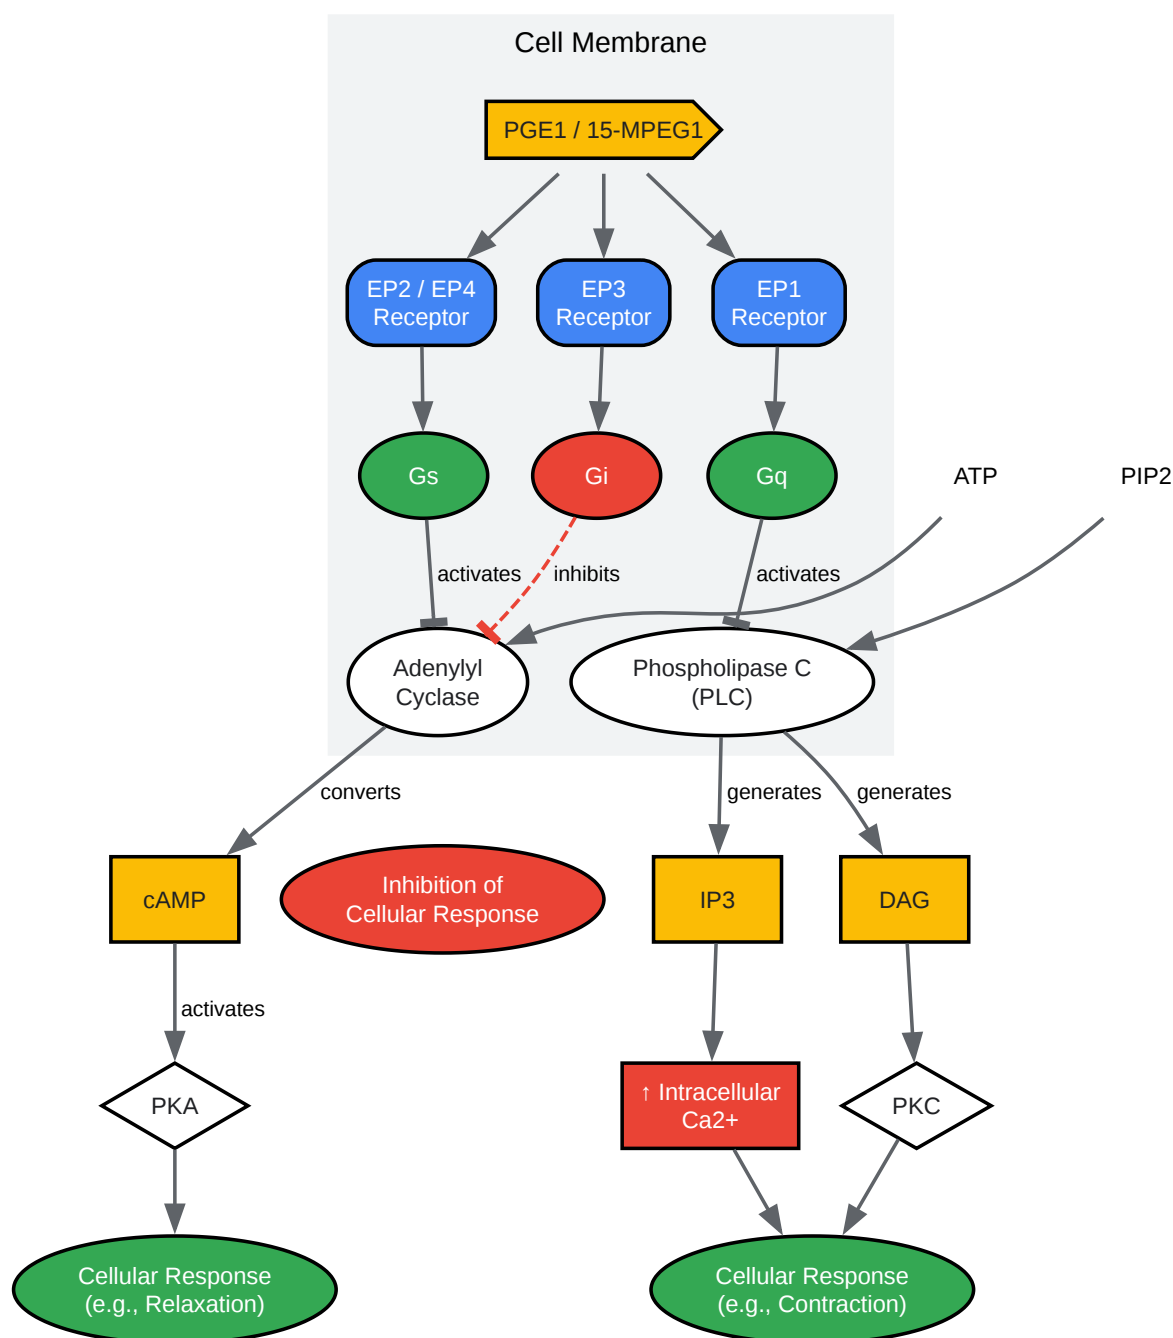 Cell Membrane
PGE1 / 15-MPEG1
EP2 / EP4
Receptor
EP3
Receptor
EP1
Receptor
Gs
Gi
Gq
ATP
PIP2
activates
inhibits
activates
Adenylyl
Cyclase
Phospholipase C
(PLC)
converts
generates
generates
cAMP
Inhibition of
Cellular Response
IP3
DAG
activates
PKA
↑ Intracellular
Ca2+
PKC
Cellular Response
(e.g., Relaxation)
Cellular Response
(e.g., Contraction)